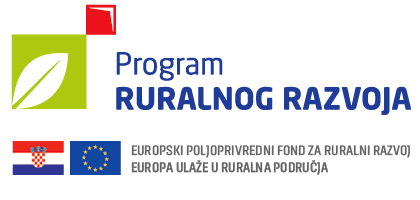 Program
RURALNOG RAZVOJA
EUROPSKI POLJOPRIVREDNI FOND ZA RURALNI RAZVOJ
EUROPA ULAŽE U RURALNA PODRUČJA